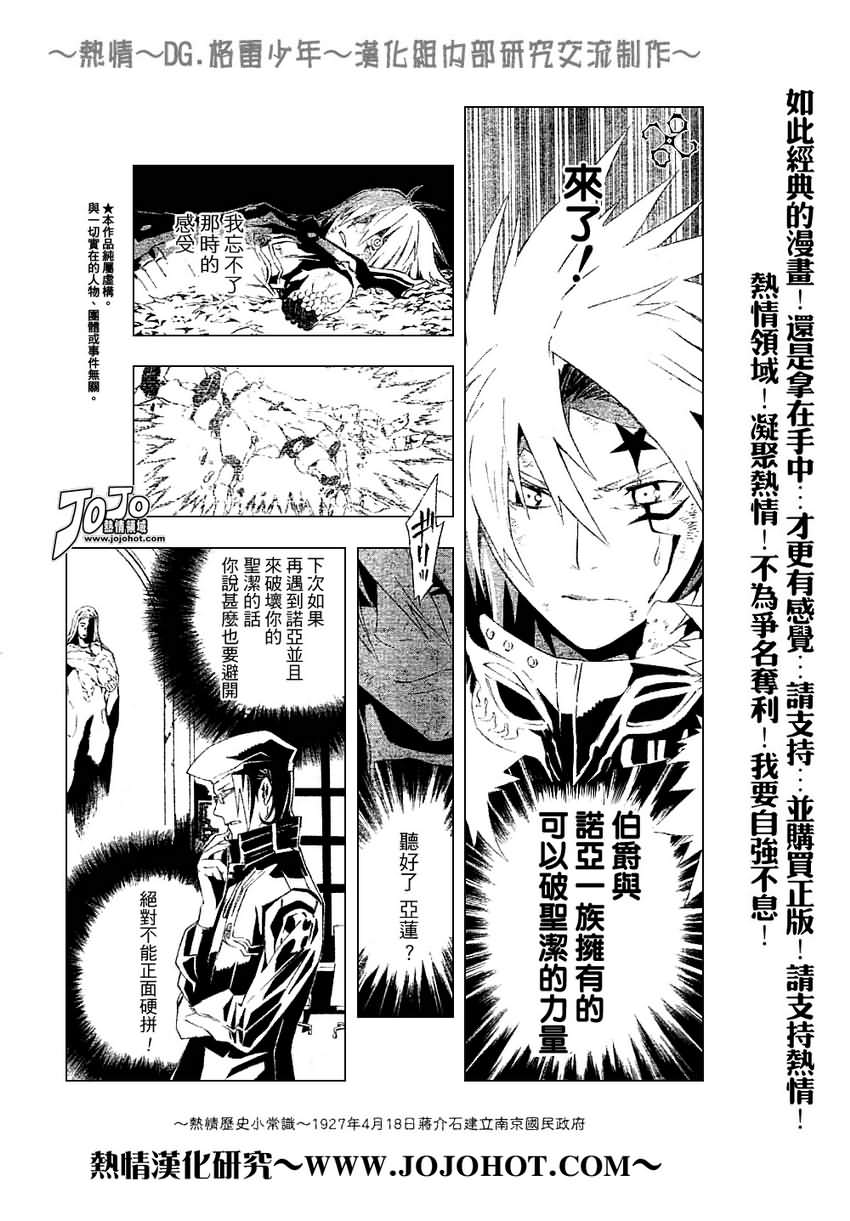 ～熱情～DG.格雷少年～漢化組内部研究交流制作～
如此經典的漫畫！還是拿在手中…才更有感覺…請支持…並購買正版！請支持熱情！
熱情領域！凝聚熱情！不為爭名奪利！我要自強不息！
來了！
伯爵與
諾亞一族擁有的
可以破聖潔的力量
我忘不了
那時的
感受
★本作品純屬虛構。
與一切實在的人物、團體或事件無關。
JOJO
熱情領域
www.jojohot.com
聽好了 亞蓮？
下次如果
再遇到諾亞並且
來破壞你的
聖潔的話
你說甚麼也要避開
絕對不能正面硬拼！
～熱情歷史小常識～1927年4月18日蔣介石建立南京國民政府
熱情漢化研究～WWW.JOJOHOT.COM～